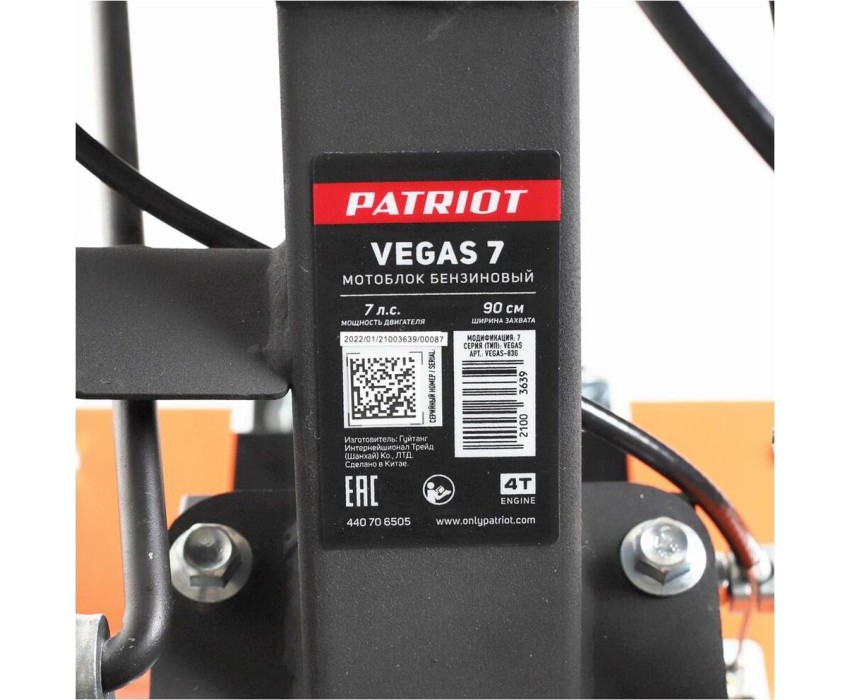 PATRIOT
VEGAS 7
МОТОБЛОК БЕНЗИНОВЫЙ
7 л.с.
МОЩНОСТЬ ДВИГАТЕЛЯ
90 см
ШИРИНА ЗАХВАТА
2022/01/21003639/00087
СЕРИЙНЫЙ НОМЕР / SERIAL
МОДИФИКАЦИЯ: 7
СЕРИЯ (ТИП): VEGAS
АРТ.: VEGAS-83G
2100 3639
Изготовитель: Гуйтанг
Интернейшионал Трейд
(Шанхай) Ко., ЛТД.
Сделано в Китае.
EAC
4T
ENGINE
440 70 6505
www.onlypatriot.com